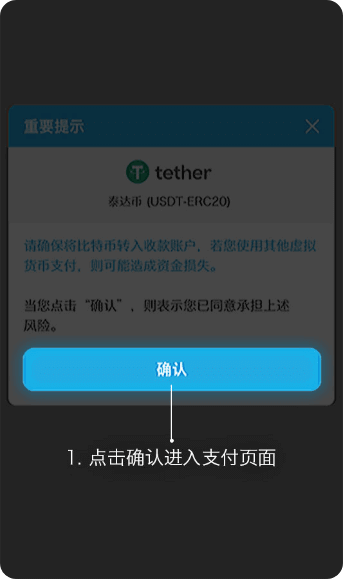 重要提示
tether
泰达币 (USDT-ERC20)
请确保将比特币转入收款账户，若您使用其他虚拟
货币支付，则可能造成资金损失。
当您点击“确认”，则表示您已同意承担上述
风险。
确认
1. 点击确认进入支付页面